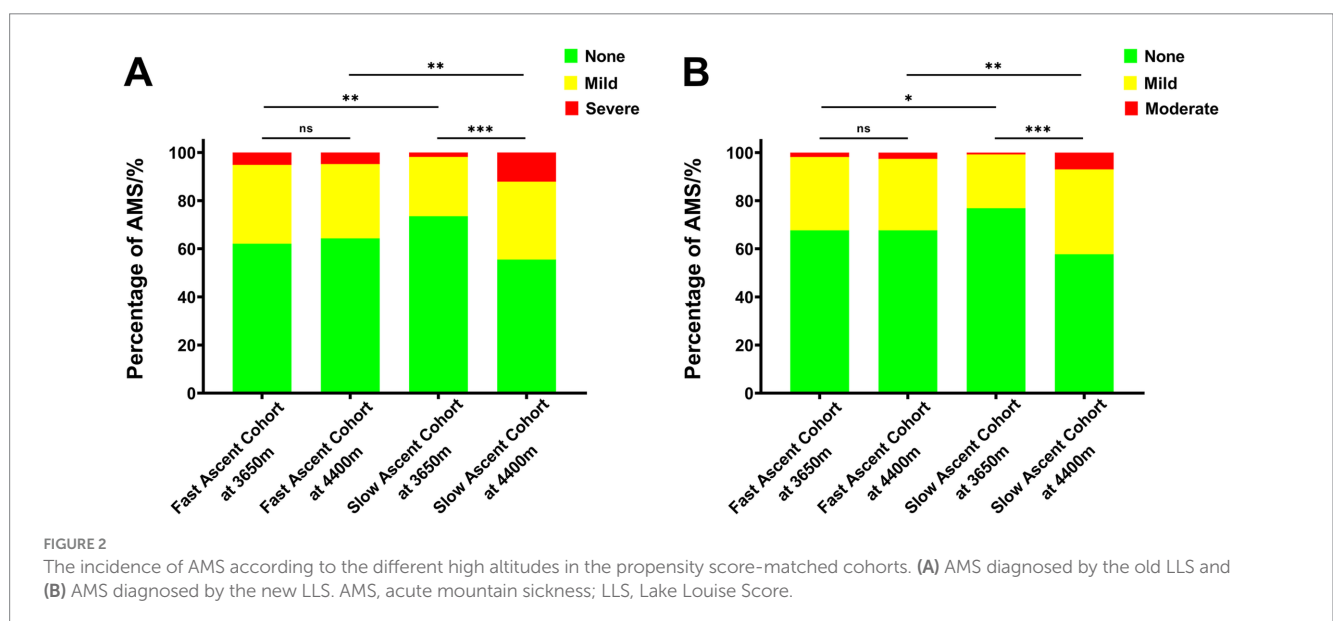 A
None
Mild
Severe
**
**
ns
***
Percentage of AMS/%
100
80
60
40
20
0
Fast Ascent Cohort
at 3650m
Fast Ascent Cohort
at 4400m
Slow Ascent Cohort
at 3650m
Slow Ascent Cohort
at 4400m
B
None
Mild
Moderate
**
*
ns
***
Percentage of AMS/%
100
80
60
40
20
0
Fast Ascent Cohort
at 3650m
Fast Ascent Cohort
at 4400m
Slow Ascent Cohort
at 3650m
Slow Ascent Cohort
at 4400m
FIGURE 2
The incidence of AMS according to the different high altitudes in the propensity score-matched cohorts. (A) AMS diagnosed by the old LLS and
(B) AMS diagnosed by the new LLS. AMS, acute mountain sickness; LLS, Lake Louise Score.